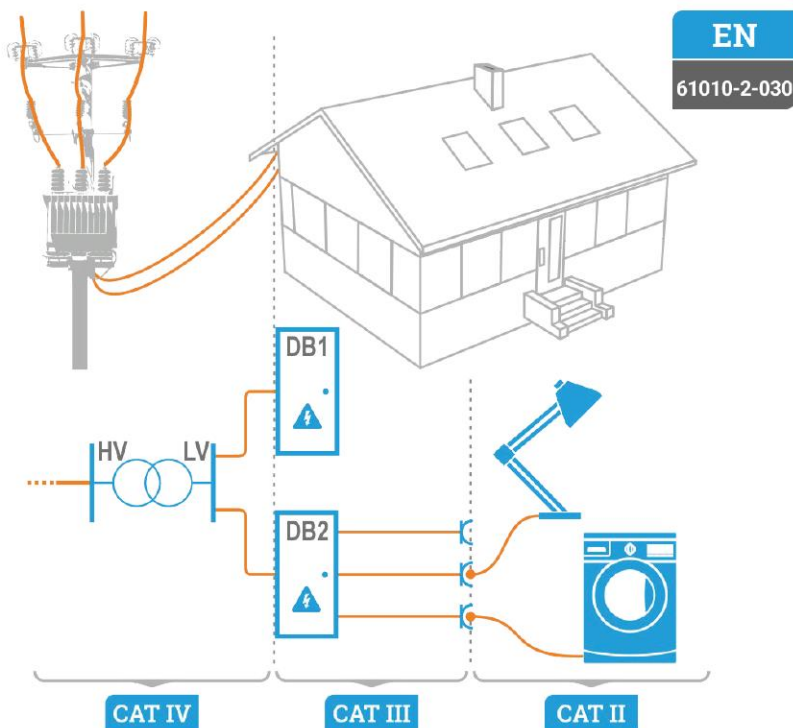 EN
61010-2-030
DB1
HV
LV
DB2
CAT IV
CAT III
CAT II